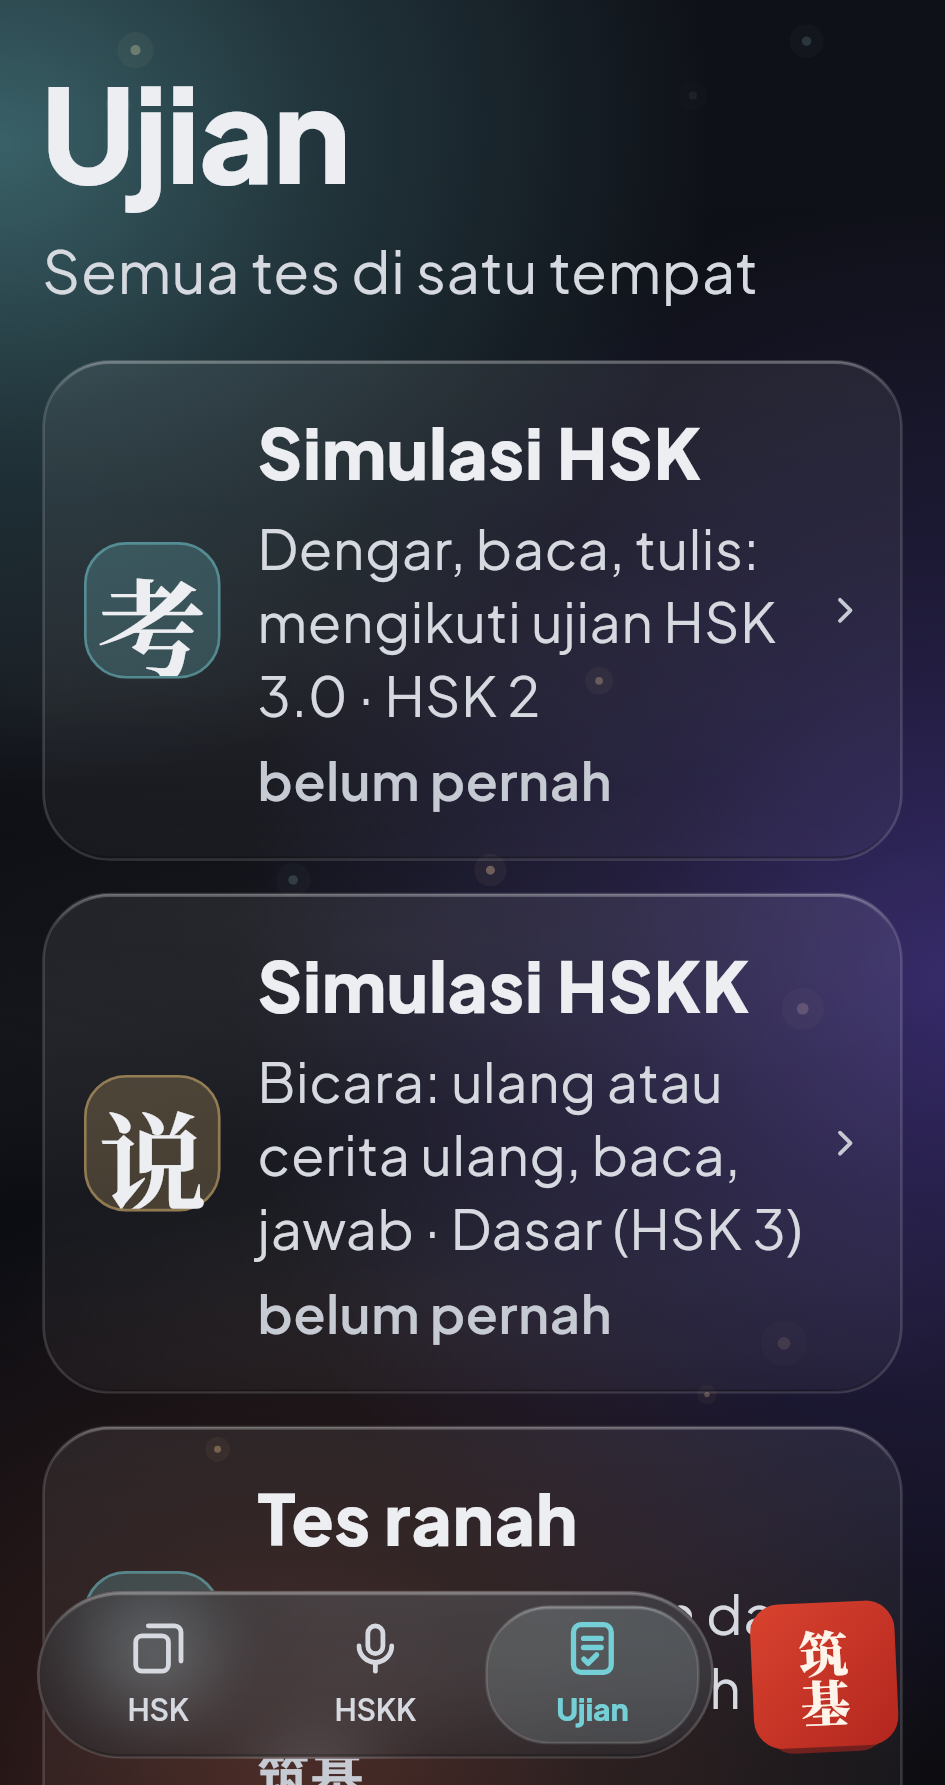 Ujian
Semua tes di satu tempat
Simulasi HSK
Dengar, baca, tulis:
mengikuti ujian HSK
3.0 · HSK 2
belum pernah
考
Simulasi HSKK
Bicara: ulang atau
cerita ulang, baca,
jawab · Dasar (HSK 3)
belum pernah
说
Tes ranah
HSK
HSKK
Ujian
筑
基
筑基